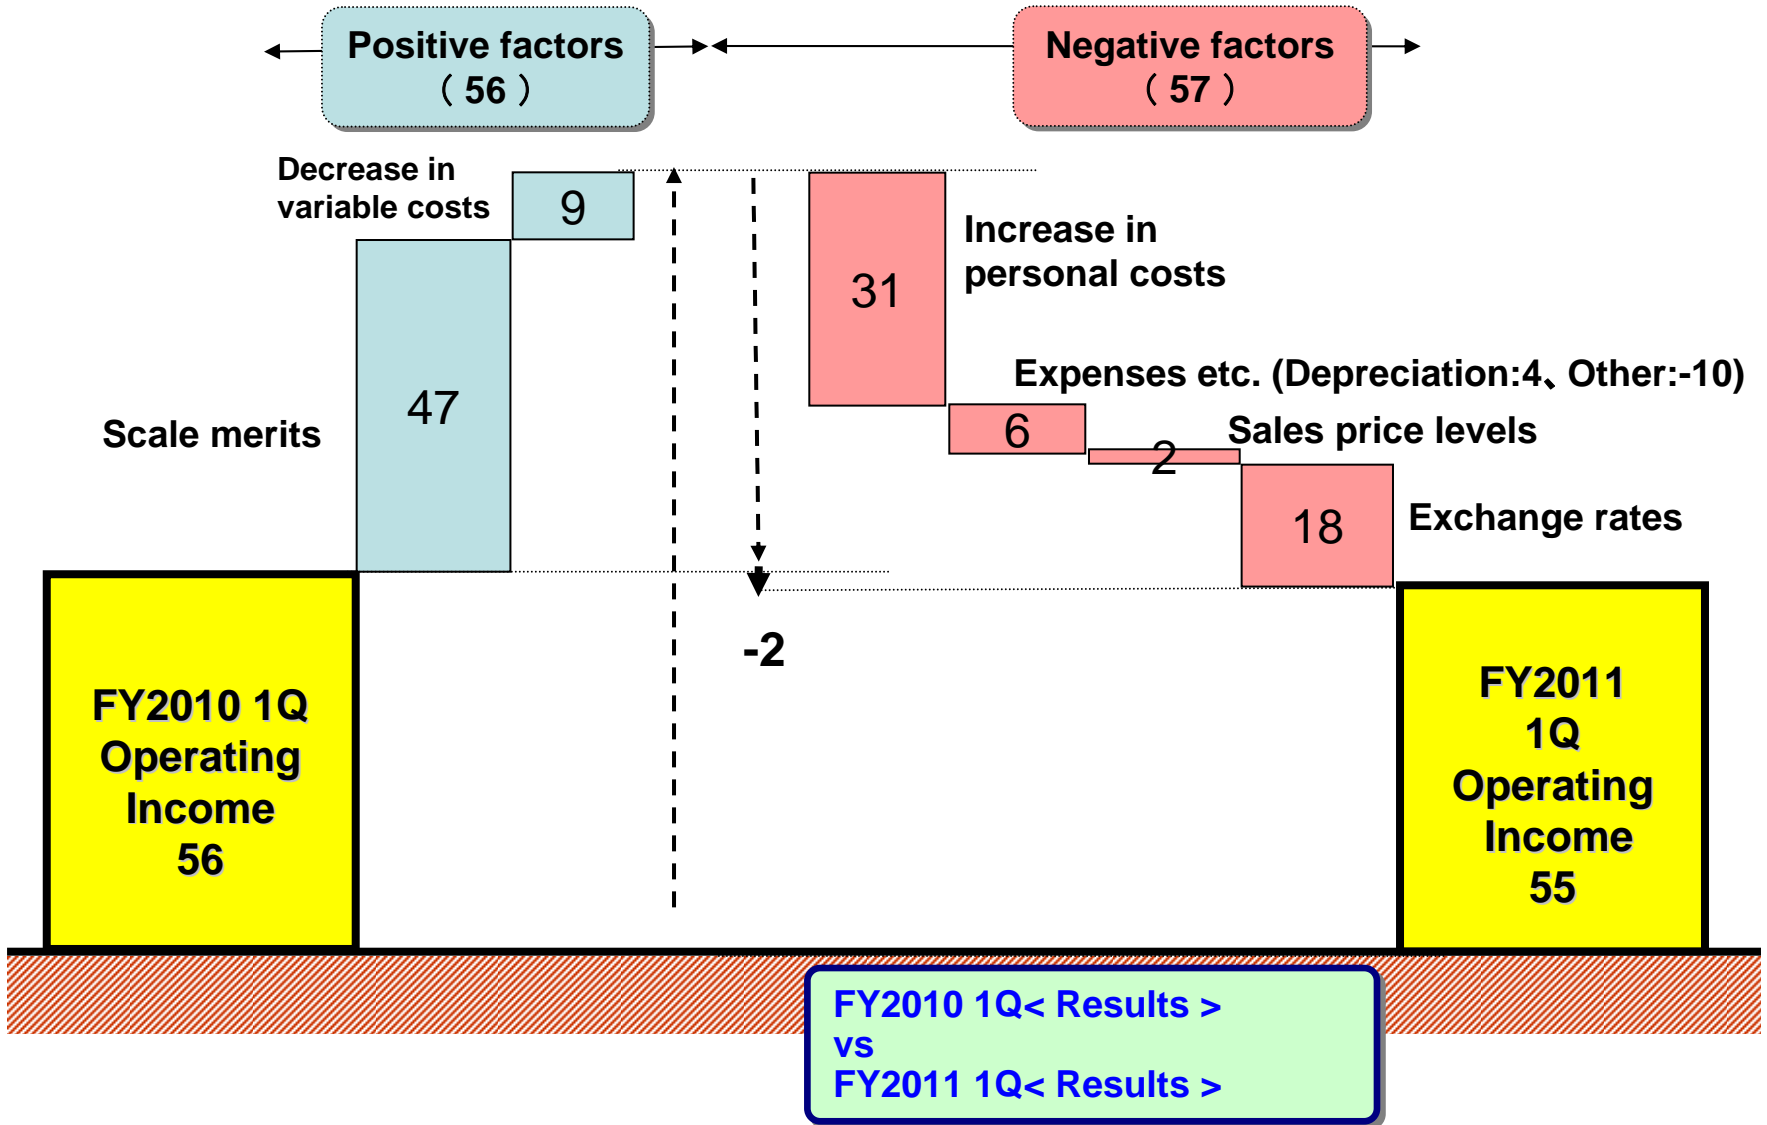 Positive factors
（ 56 ）
Negative factors
（ 57 ）
Decrease in
variable costs
9
31
Increase in
personal costs
Scale merits
47
Expenses etc. (Depreciation:4、Other:-10)
6
Sales price levels
2
18
Exchange rates
-2
FY2010 1Q
Operating
Income
56
FY2011
1Q
Operating
Income
55
FY2010 1Q< Results >
vs
FY2011 1Q< Results >